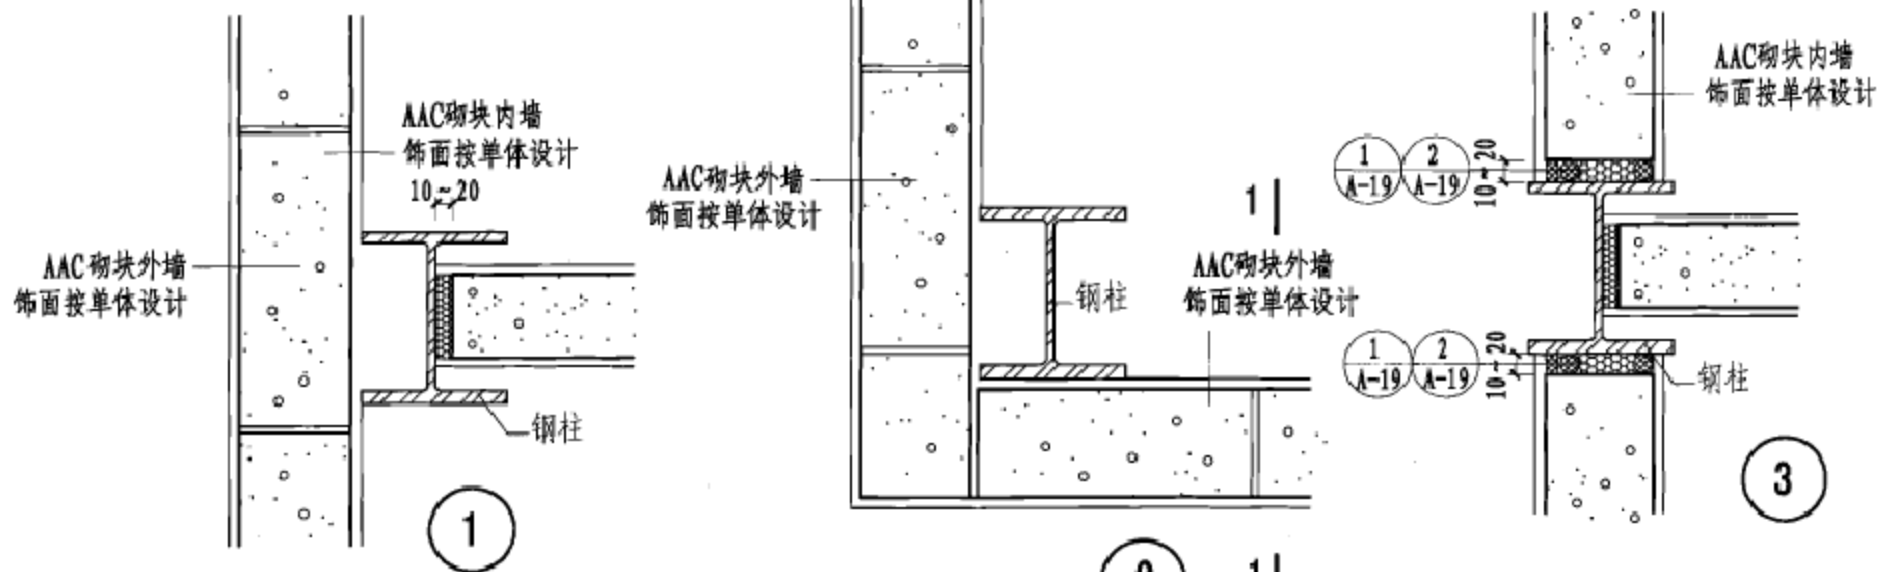 AAC砌块内墙
饰面按单体设计
10~20
AAC砌块外墙
饰面按单体设计
钢柱
1
AAC砌块外墙
饰面按单体设计
钢柱
1
AAC砌块外墙
饰面按单体设计
1
AAC砌块内墙
饰面按单体设计
1
A-19
2
A-19
10~20
1
A-19
2
A-19
10~20
钢柱
3